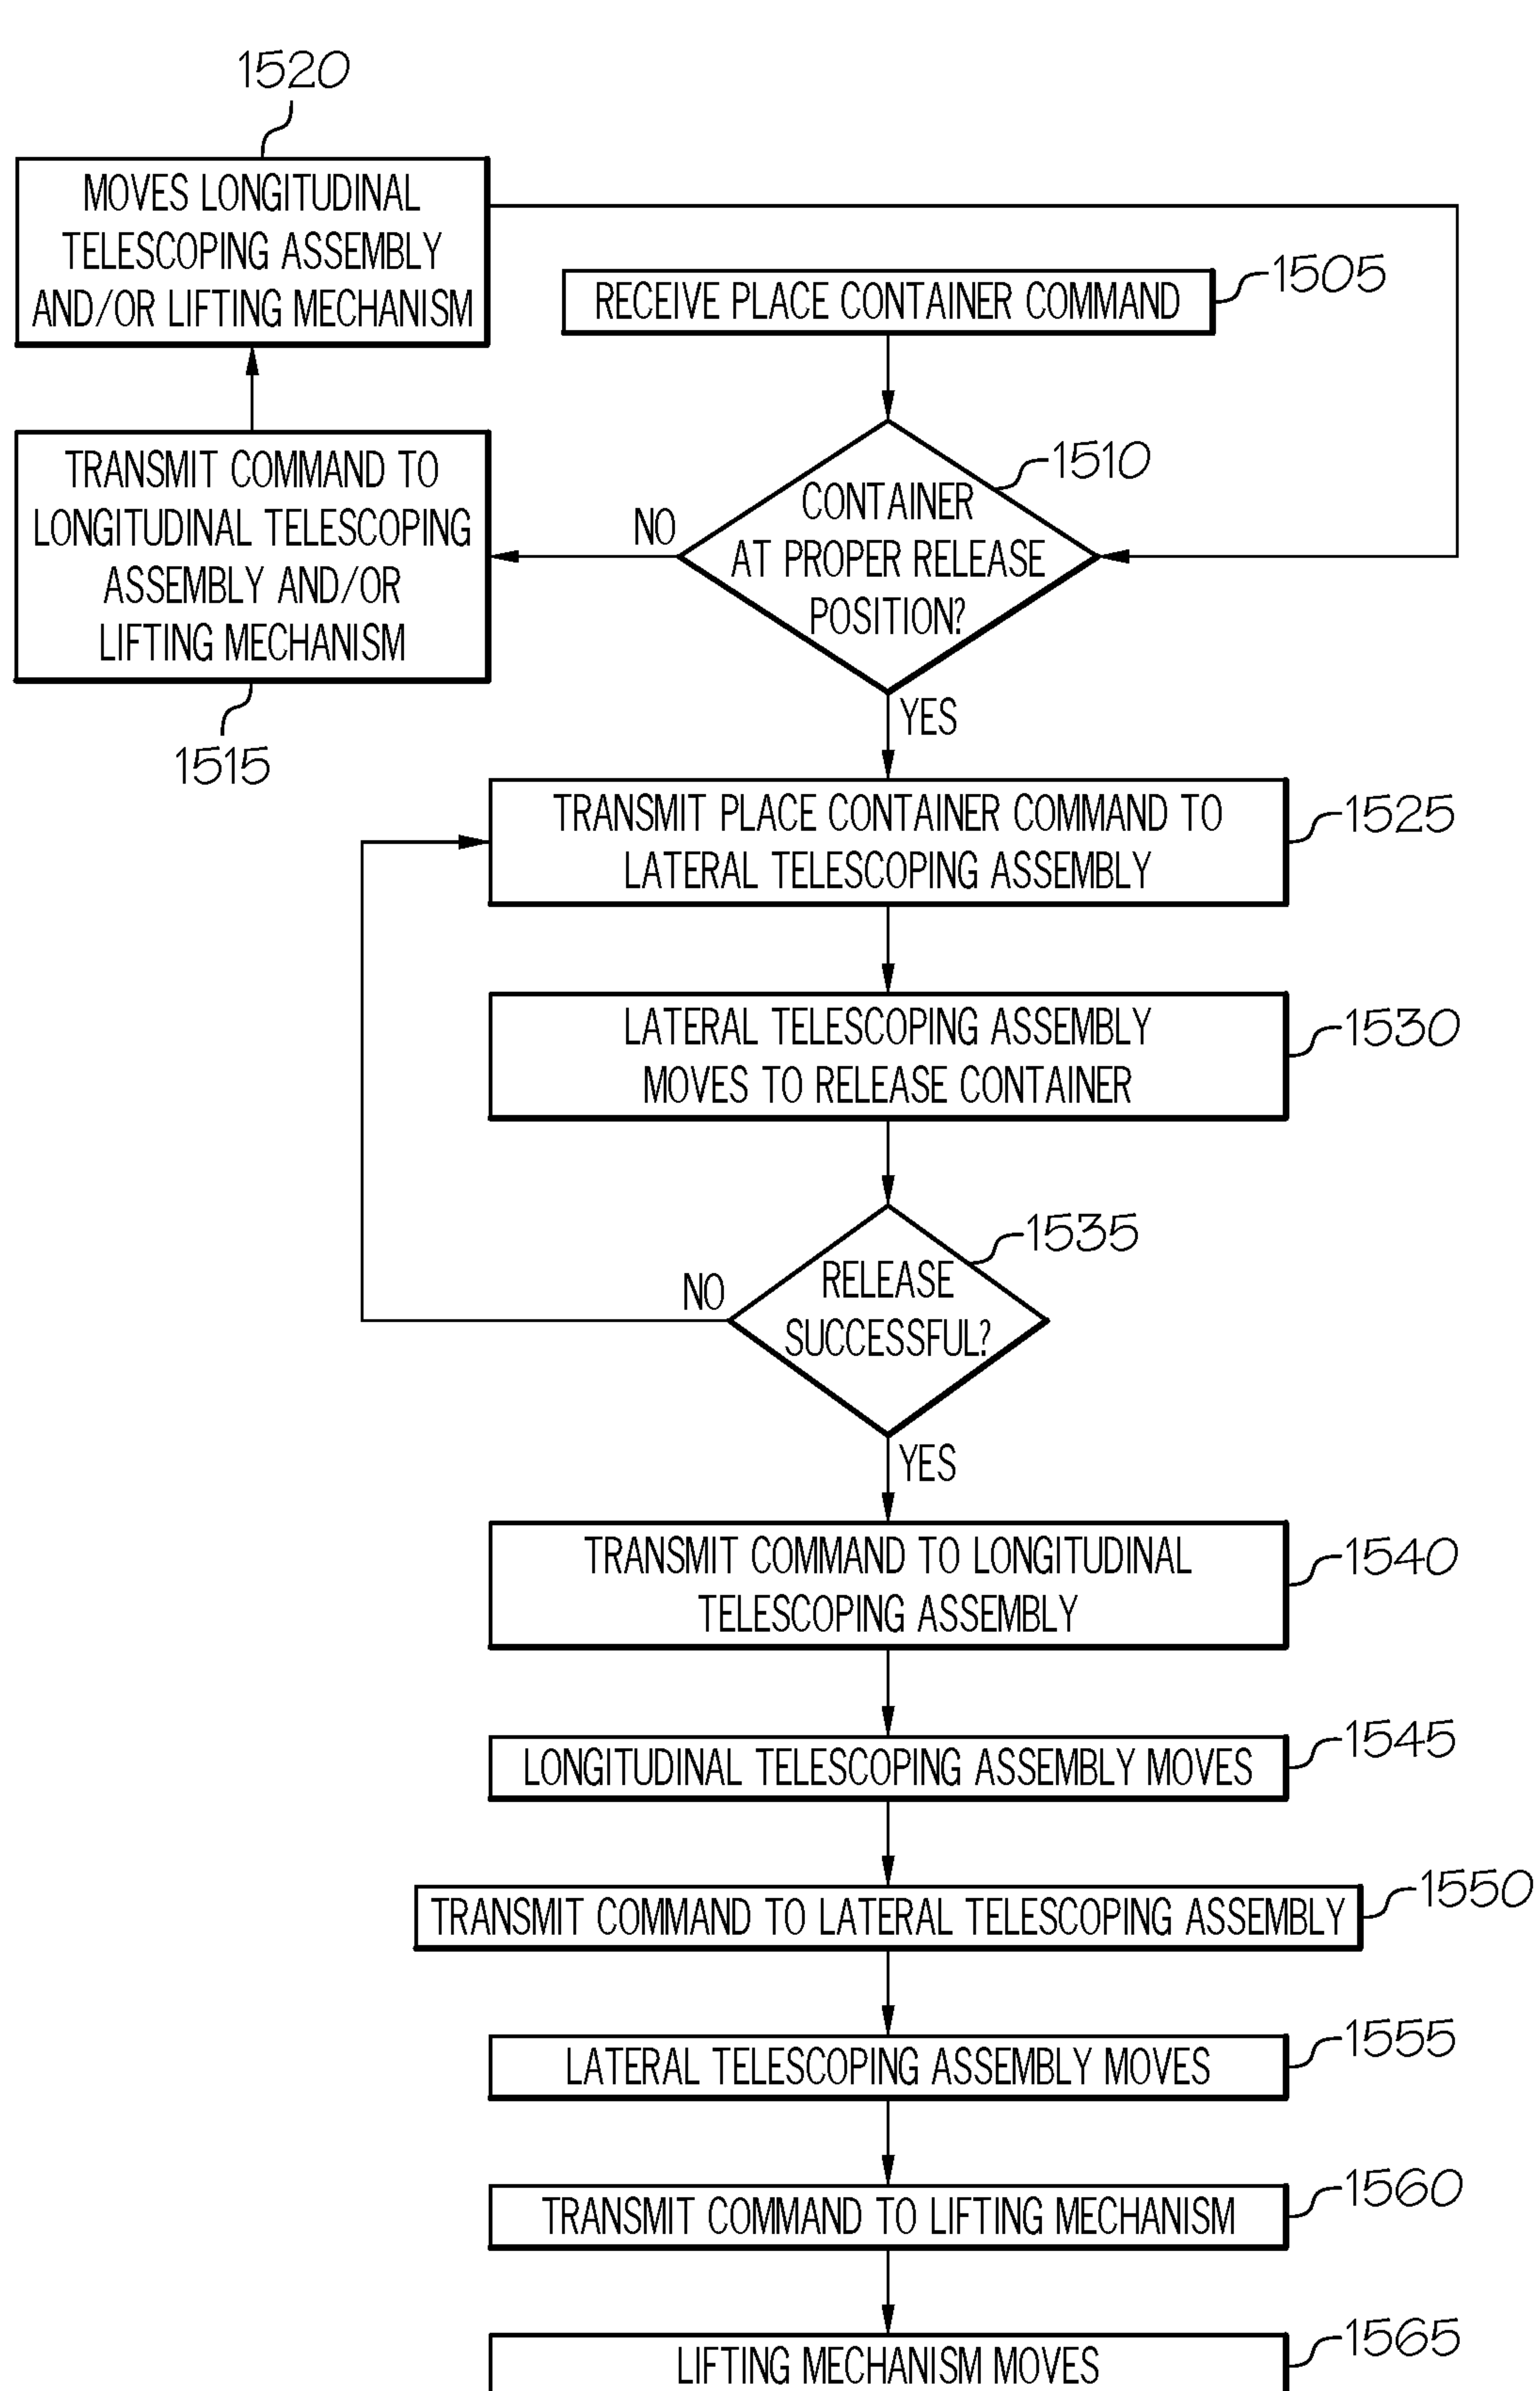 1520
MOVES LONGITUDINAL
TELESCOPING ASSEMBLY
AND/OR LIFTING MECHANISM
RECEIVE PLACE CONTAINER COMMAND
1505
TRANSMIT COMMAND TO
LONGITUDINAL TELESCOPING
ASSEMBLY AND/OR
LIFTING MECHANISM
1515
NO
CONTAINER
AT PROPER RELEASE
POSITION?
1510
YES
TRANSMIT PLACE CONTAINER COMMAND TO
LATERAL TELESCOPING ASSEMBLY
1525
LATERAL TELESCOPING ASSEMBLY
MOVES TO RELEASE CONTAINER
1530
NO
RELEASE
SUCCESSFUL?
1535
YES
TRANSMIT COMMAND TO LONGITUDINAL
TELESCOPING ASSEMBLY
1540
LONGITUDINAL TELESCOPING ASSEMBLY MOVES
1545
TRANSMIT COMMAND TO LATERAL TELESCOPING ASSEMBLY
1550
LATERAL TELESCOPING ASSEMBLY MOVES
1555
TRANSMIT COMMAND TO LIFTING MECHANISM
1560
LIFTING MECHANISM MOVES
1565